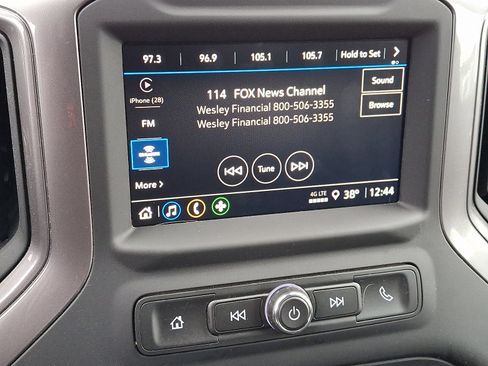 97.3 96.9 105.1 105.7 Hold to Set
114 FOX News Channel
Wesley Financial 800-506-3355
Wesley Financial 800-506-3355
Sound
Browse
iPhone (28)
FM
More
Tune
4G LTE
38° 12:44